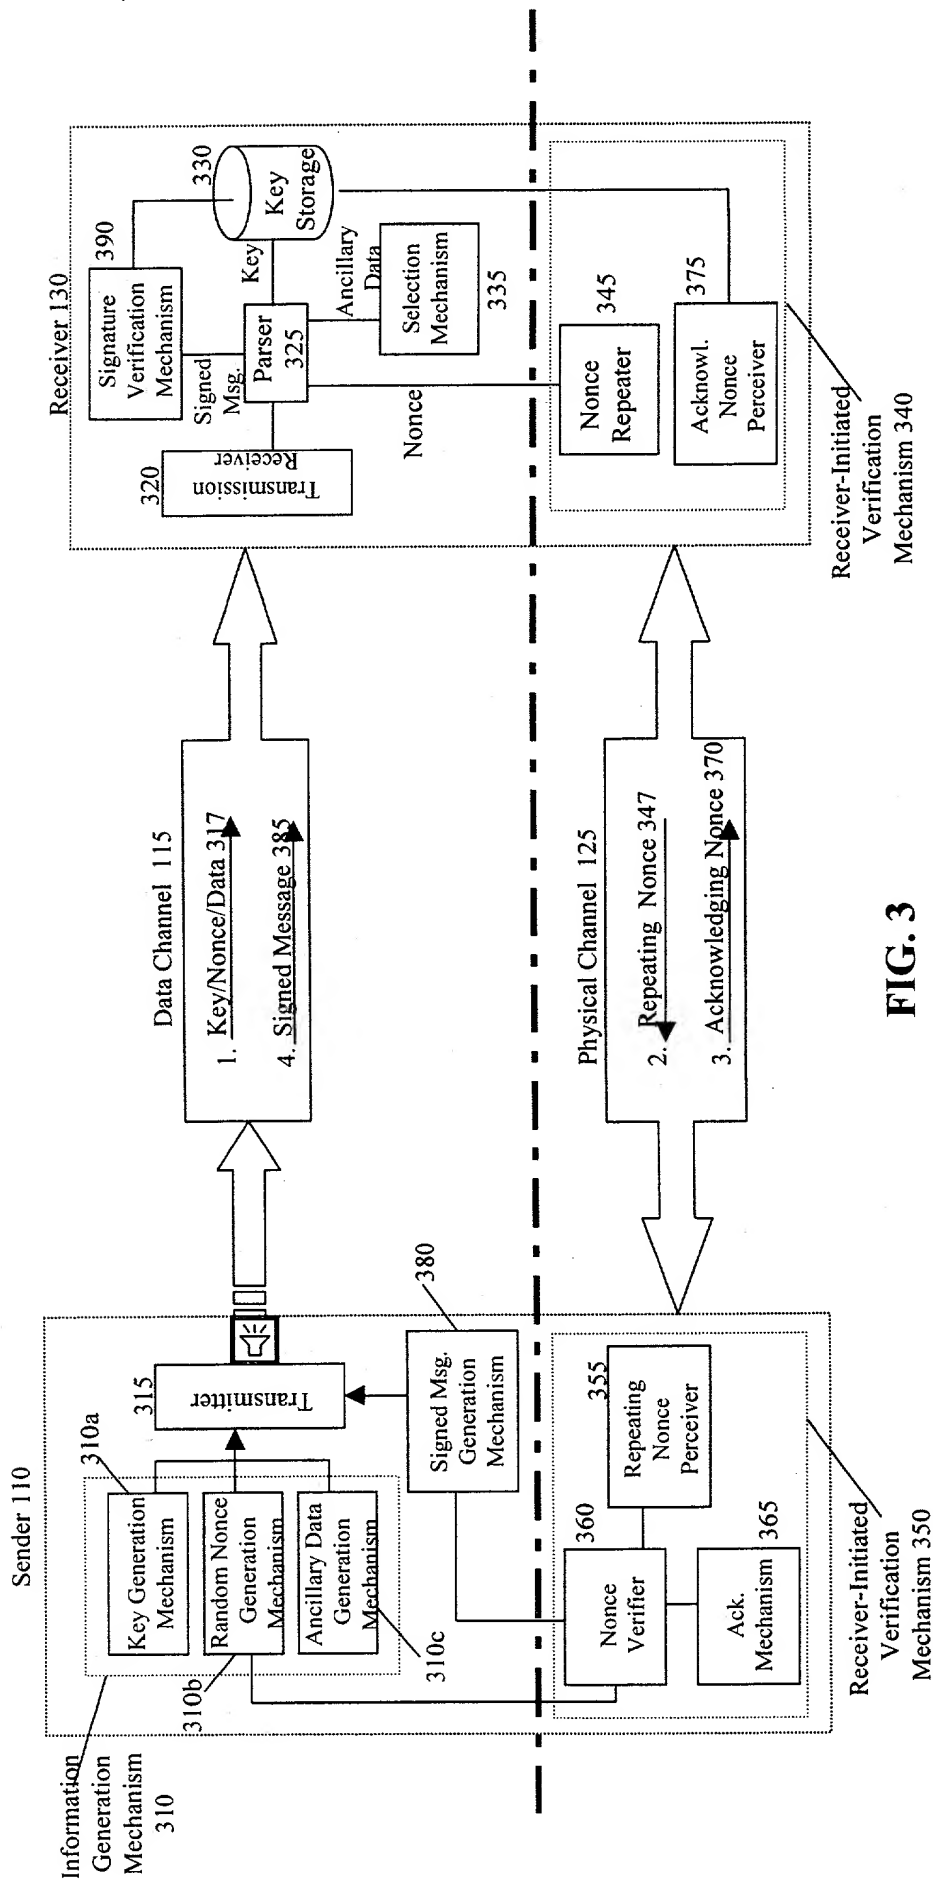 Sender 110
Information
Generation
Mechanism
310
310a
Key Generation
Mechanism
Random Nonce
Generation
Mechanism
310b
Ancillary Data
Generation
Mechanism
310c
315
Transmitter
380
Signed Msg.
Generation
Mechanism
355
Repeating
Nonce
Perceiver
360
Nonce
Verifier
365
Ack.
Mechanism
Receiver-Initiated
Verification
Mechanism 350
Data Channel 115
1. Key/Nonce/Data 317
4. Signed Message 385
Physical Channel 125
2. Repeating Nonce 347
3. Acknowledging Nonce 370
Receiver 130
390
Signature
Verification
Mechanism
330
Key
Storage
Signed
Msg.
Key
320
Transmission
Receiver
Parser
325
Ancillary
Data
Selection
Mechanism
335
Nonce
345
Nonce
Repeater
375
Acknowl.
Nonce
Perceiver
Receiver-Initiated
Verification
Mechanism 340
FIG. 3